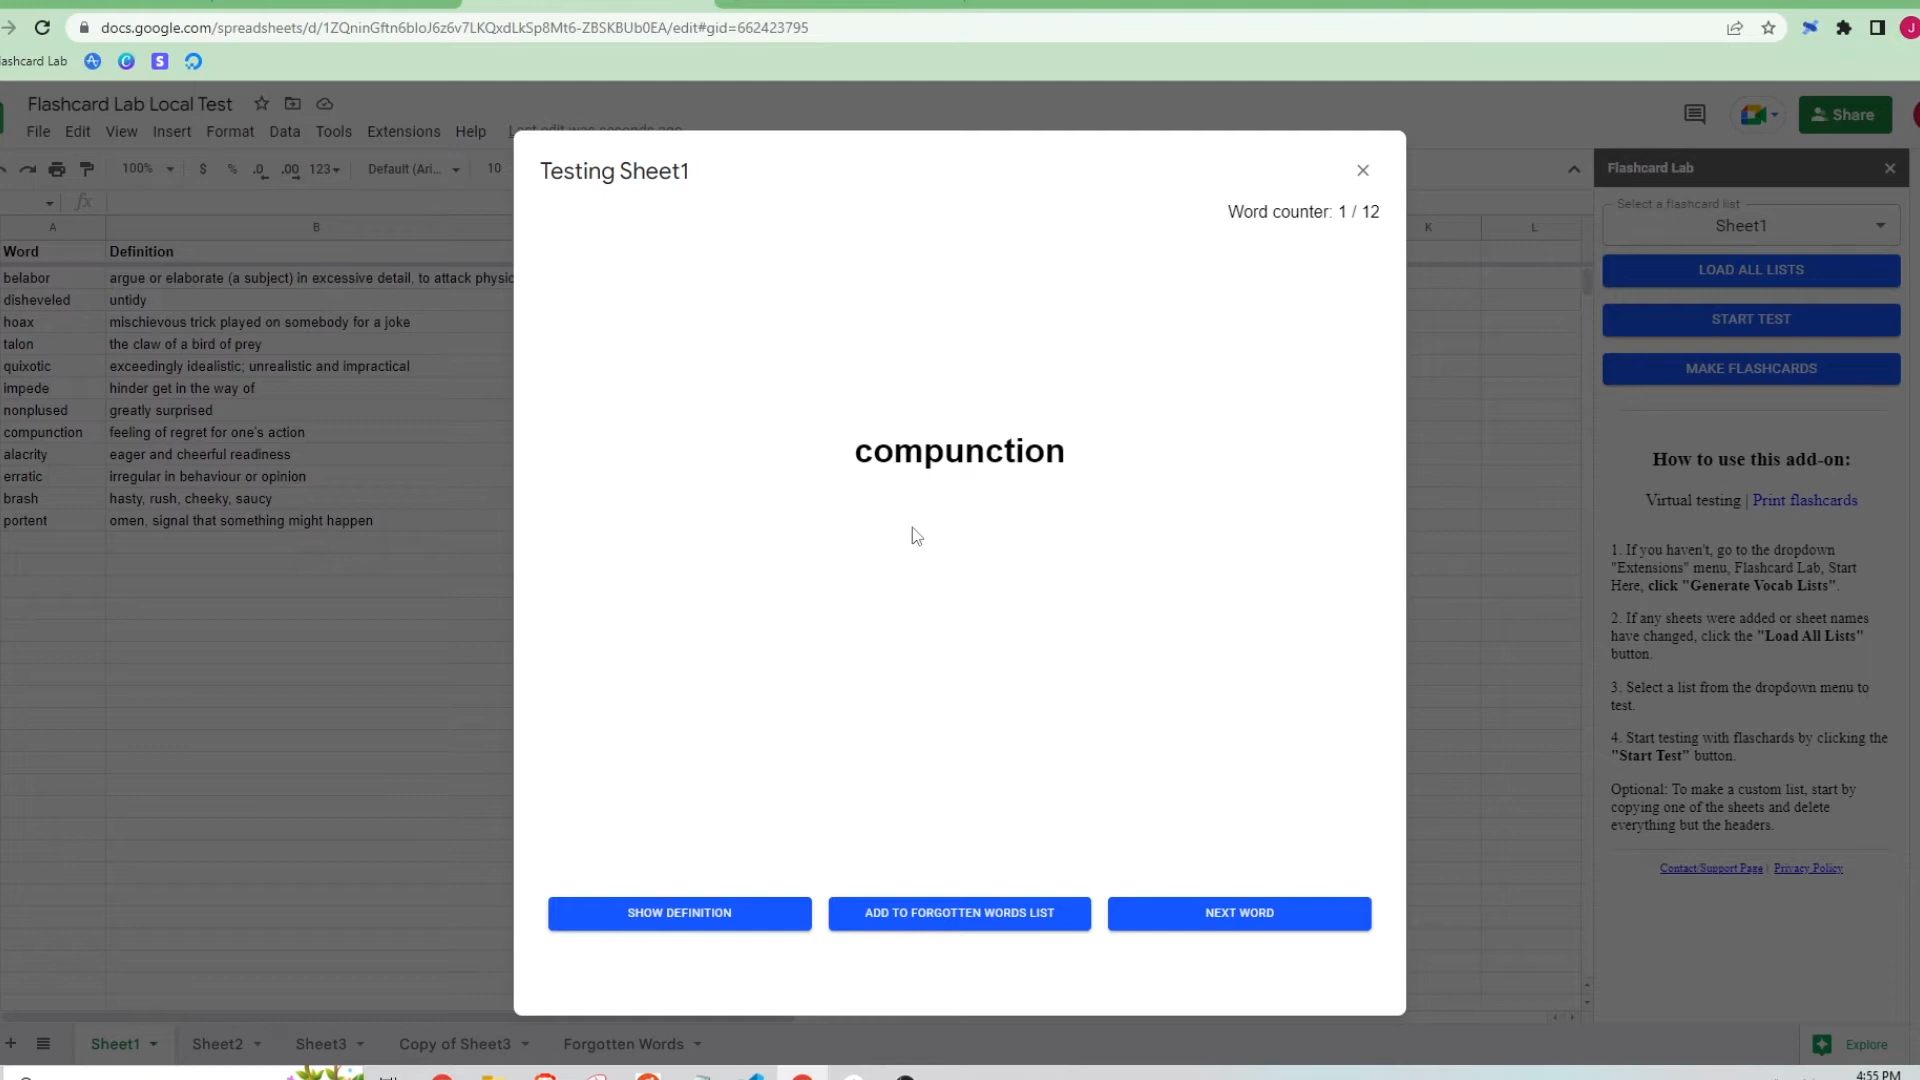 docs.google.com/spreadsheets/d/1ZQninGftn6bIoJ6z6v7LKQxdLkSp8Mt6-ZBSKBUb0EA/edit#gid=662423795
J
ashcard Lab
S
Flashcard Lab Local Test
Share
File Edit View Insert Format Data Tools Extensions Help Last edit was seconds ago
100% $ % .0 .00 123 Default (Ari... 10
fx
A B K L
Word Definition
belabor argue or elaborate (a subject) in excessive detail, to attack physic
disheveled untidy
hoax mischievous trick played on somebody for a joke
talon the claw of a bird of prey
quixotic exceedingly idealistic; unrealistic and impractical
impede hinder get in the way of
nonplused greatly surprised
compunction feeling of regret for one's action
alacrity eager and cheerful readiness
erratic irregular in behaviour or opinion
brash hasty, rush, cheeky, saucy
portent omen, signal that something might happen
Testing Sheet1
Word counter: 1 / 12
compunction
SHOW DEFINITION ADD TO FORGOTTEN WORDS LIST NEXT WORD
Flashcard Lab
Select a flashcard list
Sheet1
LOAD ALL LISTS
START TEST
MAKE FLASHCARDS
How to use this add-on:
Virtual testing | Print flashcards
1. If you haven't, go to the dropdown
"Extensions" menu, Flashcard Lab, Start
Here, click "Generate Vocab Lists".
2. If any sheets were added or sheet names
have changed, click the "Load All Lists"
button.
3. Select a list from the dropdown menu to
test.
4. Start testing with flaschards by clicking the
"Start Test" button.
Optional: To make a custom list, start by
copying one of the sheets and delete
everything but the headers.
Contact/Support Page | Privacy Policy
Sheet1 Sheet2 Sheet3 Copy of Sheet3 Forgotten Words
Explore
4:55 PM